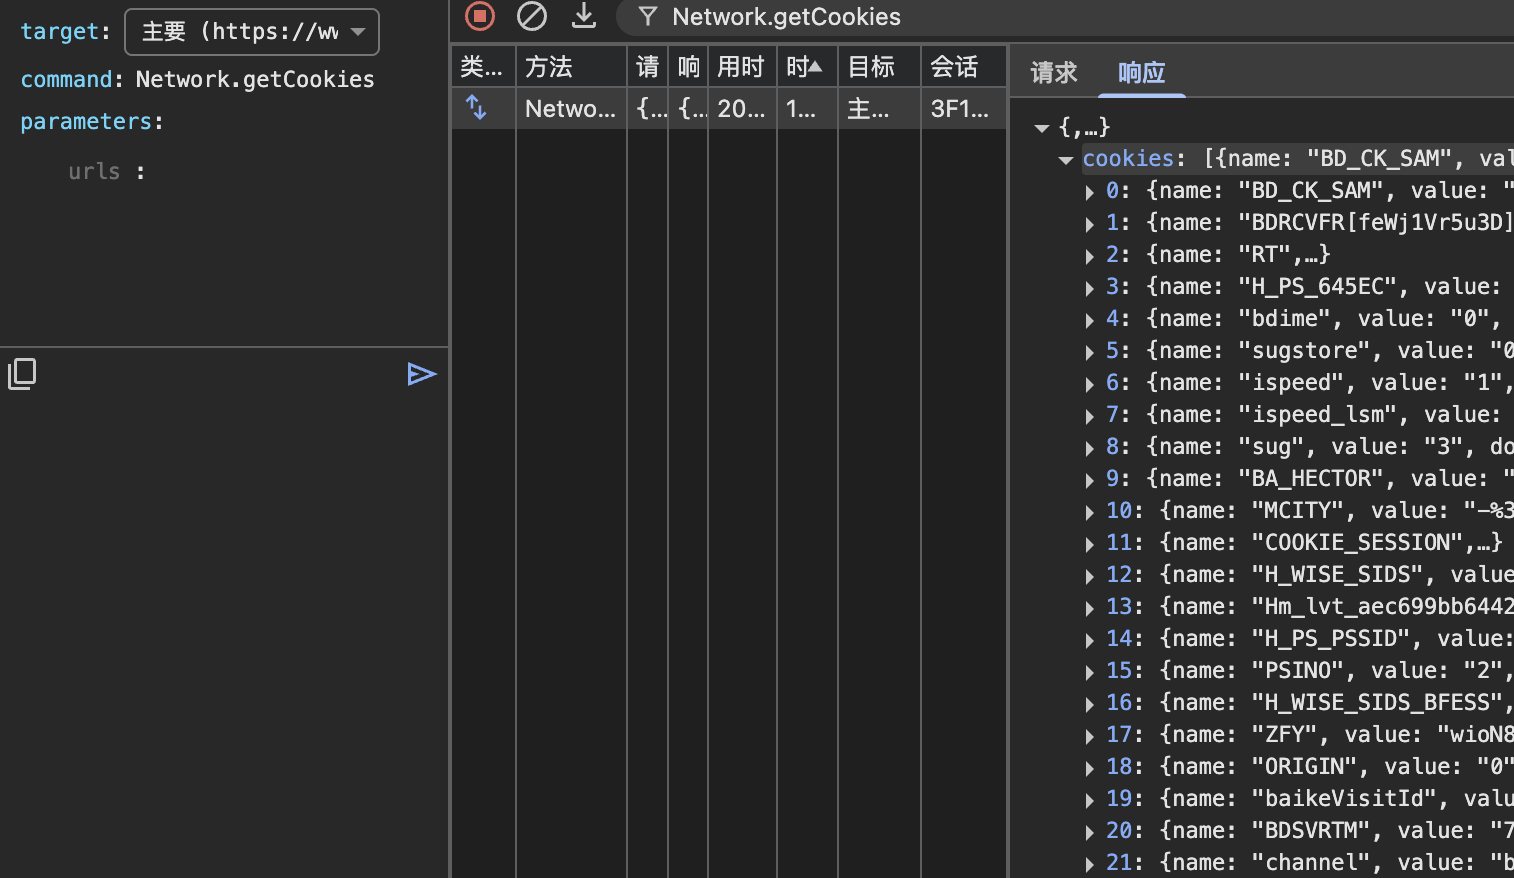 target: 主要 (https://wv
command: Network.getCookies
parameters:
urls :
Network.getCookies
类... 方法 请 响 用时 时 目标 会话
Netwo... {... {... 20... 1... 主... 3F1...
请求 响应
{,…}
cookies: [{name: "BD_CK_SAM", val
0: {name: "BD_CK_SAM", value: "
1: {name: "BDRCVFR[feWj1Vr5u3D]
2: {name: "RT",…}
3: {name: "H_PS_645EC", value:
4: {name: "bdime", value: "0",
5: {name: "sugstore", value: "0
6: {name: "ispeed", value: "1",
7: {name: "ispeed_lsm", value:
8: {name: "sug", value: "3", do
9: {name: "BA_HECTOR", value: "
10: {name: "MCITY", value: "-%3
11: {name: "COOKIE_SESSION",…}
12: {name: "H_WISE_SIDS", value
13: {name: "Hm_lvt_aec699bb6442
14: {name: "H_PS_PSSID", value:
15: {name: "PSINO", value: "2",
16: {name: "H_WISE_SIDS_BFESS",
17: {name: "ZFY", value: "wioN8
18: {name: "ORIGIN", value: "0"
19: {name: "baikeVisitId", valu
20: {name: "BDSVRTM", value: "7
21: {name: "channel", value: "b